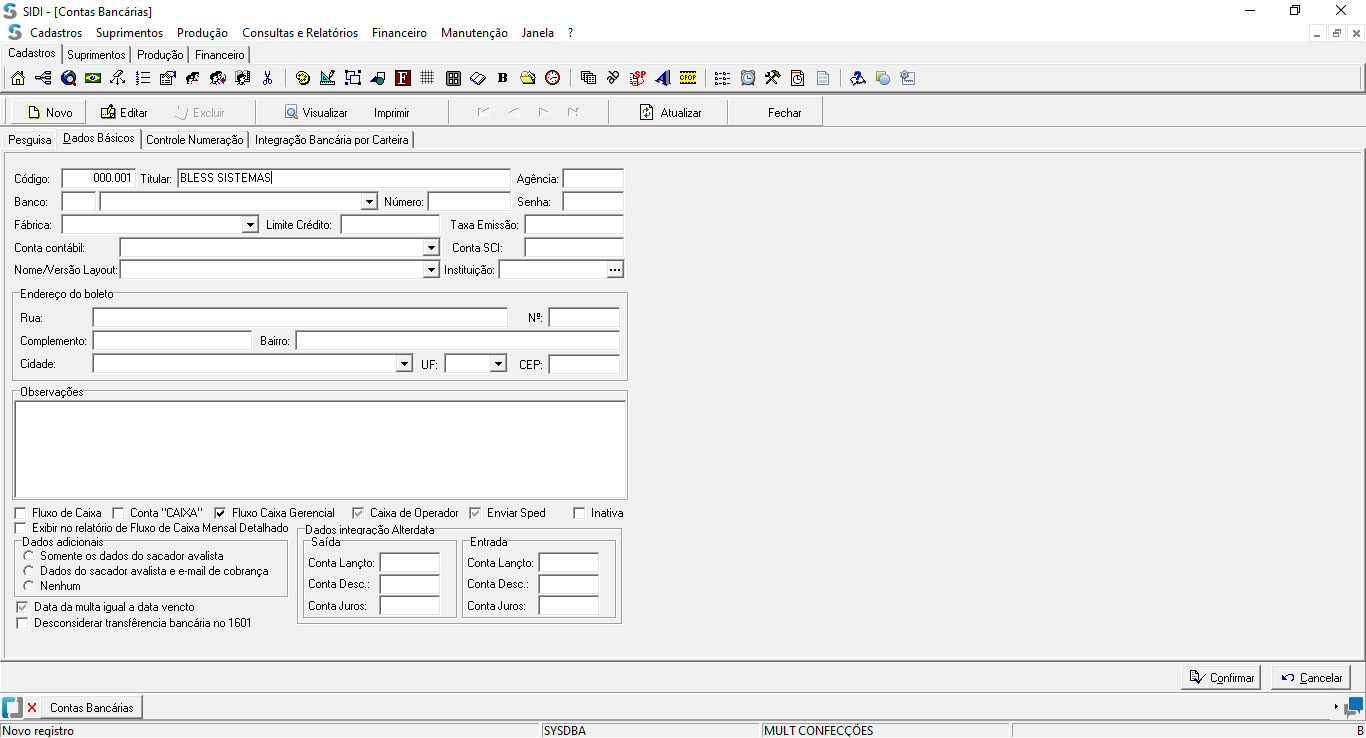 SIDI - [Contas Bancárias]
Cadastros Suprimentos Produção Consultas e Relatórios Financeiro Manutenção Janela ?
Cadastros Suprimentos Produção Financeiro
F B SP CFOP
Novo Editar Excluir Visualizar Imprimir Atualizar Fechar
Pesquisa Dados Básicos Controle Numeração Integração Bancária por Carteira
Código: 000.001 Titular: BLESS SISTEMAS Agência:
Banco: Número: Senha:
Fábrica: Limite Crédito: Taxa Emissão:
Conta contábil: Conta SCI:
Nome/Versão Layout: Instituição: ...
Endereço do boleto
Rua: Nº:
Complemento: Bairro:
Cidade: UF: CEP:
Observações
Fluxo de Caixa Conta "CAIXA" Fluxo Caixa Gerencial Caixa de Operador Enviar Sped Inativa
Exibir no relatório de Fluxo de Caixa Mensal Detalhado
Dados adicionais
Somente os dados do sacador avalista
Dados do sacador avalista e e-mail de cobrança
Nenhum
Data da multa igual a data vencto
Desconsiderar transfêrencia bancária no 1601
Dados integração Alterdata
Saída Entrada
Conta Lançto: Conta Lançto:
Conta Desc.: Conta Desc.:
Conta Juros: Conta Juros:
Confirmar Cancelar
Contas Bancárias
Novo registro SYSDBA MULT CONFECÇÕES B